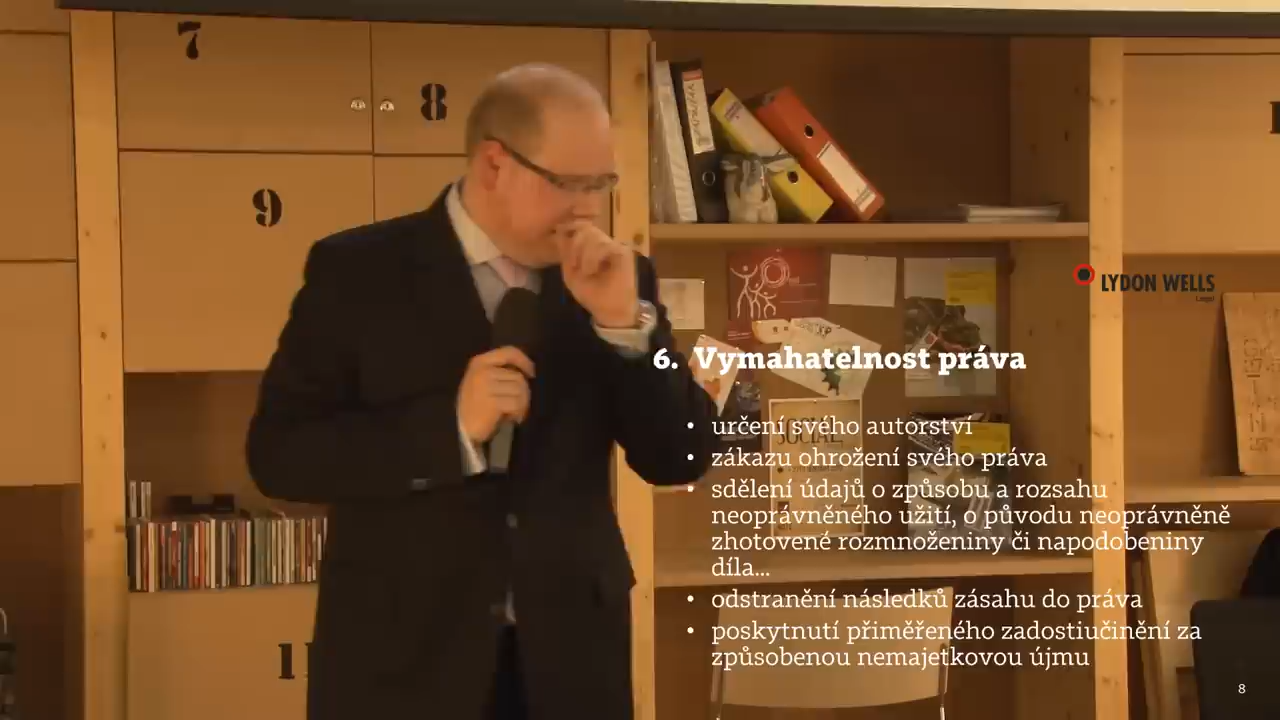 7
8
9
LYDON WELLS
Legal
6. Vymahatelnost práva
SOCIAL
• určení svého autorství
• zákazu ohrožení svého práva
• sdělení údajů o způsobu a rozsahu
neoprávněného užití, o původu neoprávněně
zhotovené rozmnoženiny či napodobeniny
díla...
• odstranění následků zásahu do práva
• poskytnutí přiměřeného zadostiučinění za
způsobenou nemajetkovou újmu
8